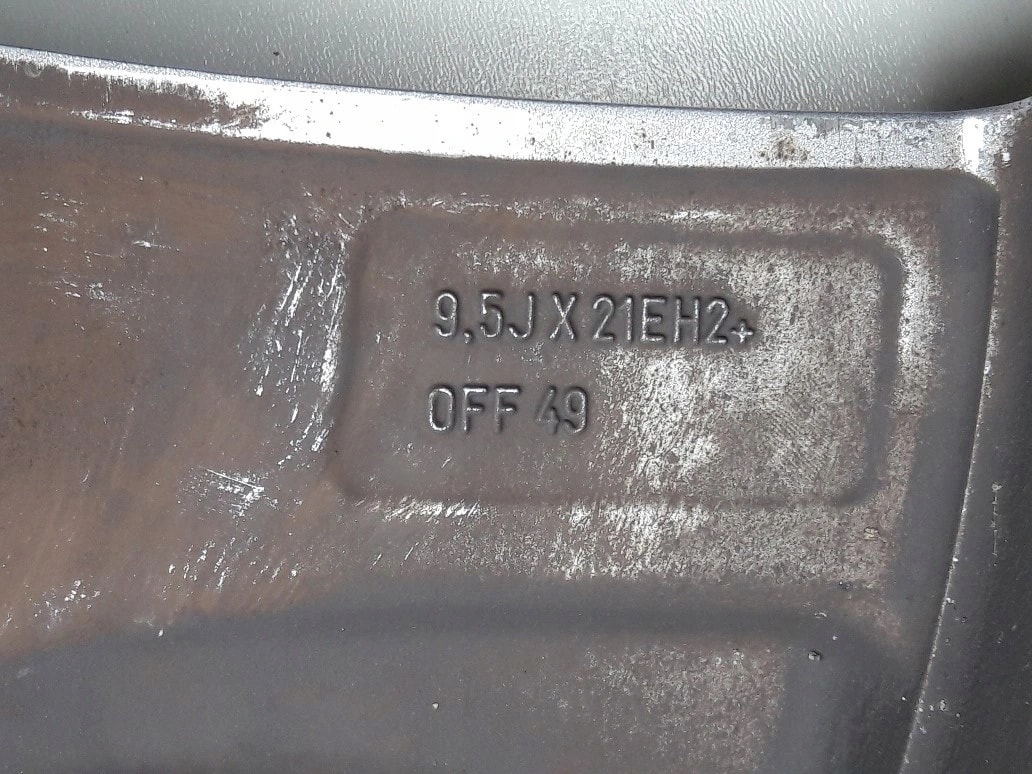 9,5J X 21EH2+
OFF 49